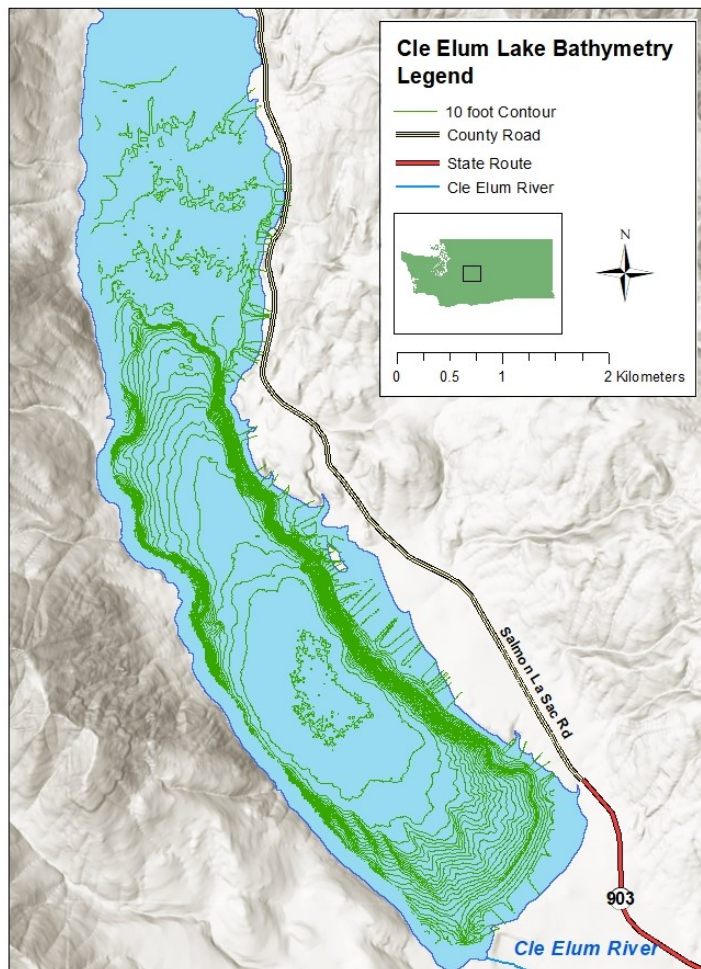 Cle Elum Lake Bathymetry
Legend
10 foot Contour
County Road
State Route
Cle Elum River
N
0 0.5 1 2 Kilometers
Salmon La Sac Rd
903
Cle Elum River